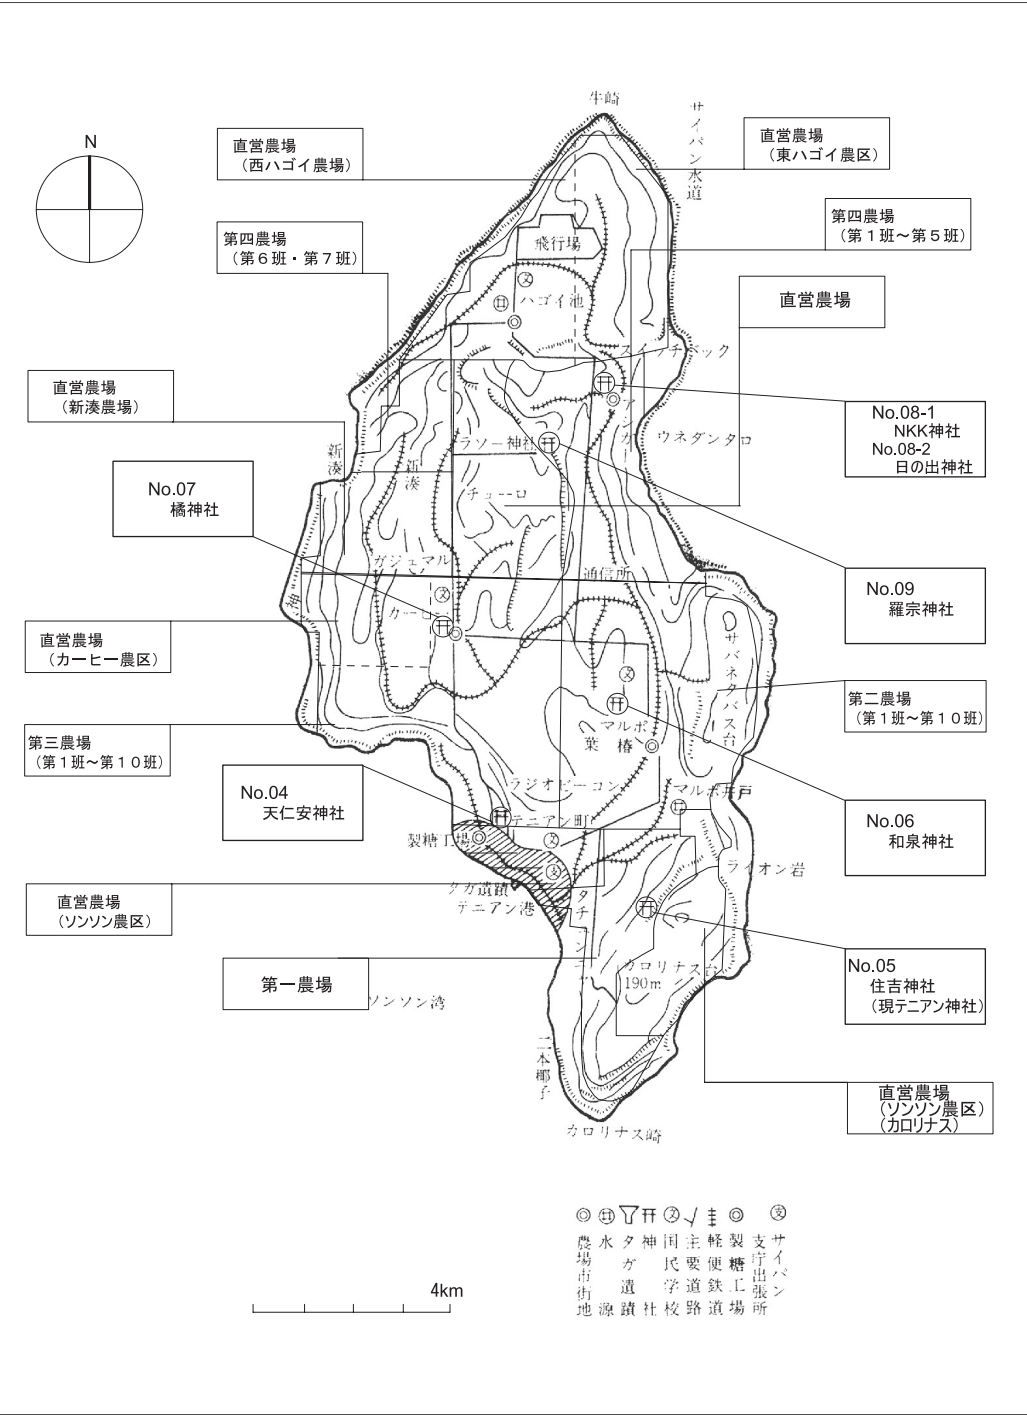 牛崎
サイパン水道
N
直営農場
（西ハゴイ農場）
直営農場
（東ハゴイ農区）
第四農場
（第６班・第７班）
第四農場
（第１班～第５班）
飛行場
ハゴイ池
直営農場
スイッチバック
直営農場
（新湊農場）
アシガー
ウネダンタロ
No.08-1
NKK神社
No.08-2
日の出神社
ラソー神社
新湊
新湊
チューロ
No.07
橘神社
ガジュマル
通信所
No.09
羅宗神社
カーヒー
直営農場
（カーヒー農区）
サバネタバス台
第二農場
（第１班～第１０班）
マルポ
椿葉
第三農場
（第１班～第１０班）
ラジオビーコン
マルポ井戸
No.04
天仁安神社
テニアン町
製糖工場
No.06
和泉神社
ライオン岩
タガ遺蹟
テニアン港
直営農場
（ソンソン農区）
No.05
住吉神社
（現テニアン神社）
カロリナス台
190m
第一農場
ソンソン湾
二本椰子
直営農場
（ソンソン農区）
（カロリナス）
カロリナス崎
4km
農場市街地
水源
タガ遺蹟
神社
国民学校
主要道路
軽便鉄道
製糖工場
サイパン
支庁出張所